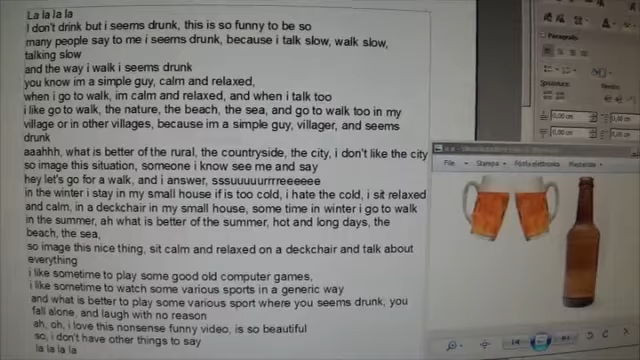 La la la la
I don't drink but i seems drunk, this is so funny to be so
many people say to me i seems drunk, because i talk slow, walk slow,
talking slow
and the way i walk i seems drunk
you know im a simple guy, calm and relaxed,
when i go to walk, im calm and relaxed, and when i talk too
i like go to walk, the nature, the beach, the sea, and go to walk too in my
village or in other villages, because im a simple guy, villager, and seems
drunk
aaahhh, what is better of the rural, the countryside, the city, i don't like the city
so image this situation, someone i know see me and say
hey let's go for a walk, and i answer, sssuuuuurrrreeeeee
in the winter i stay in my small house if is too cold, i hate the cold, i sit relaxed
and calm, in a deckchair in my small house, some time in winter i go to walk
in the summer, ah what is better of the summer, hot and long days, the
beach, the sea,
so image this nice thing, sit calm and relaxed on a deckchair and talk about
everything
i like sometime to play some good old computer games,
i like sometime to watch some various sports in a generic way
and what is better to play some various sport where you seems drunk, you
fall alone, and laugh with no reason
ah, oh, i love this nonsense funny video, is so beautiful
so, i don't have other things to say
la la la la
Paragrafo
0,00 cm
0,00 cm
File
Stampa
Posta elettronica